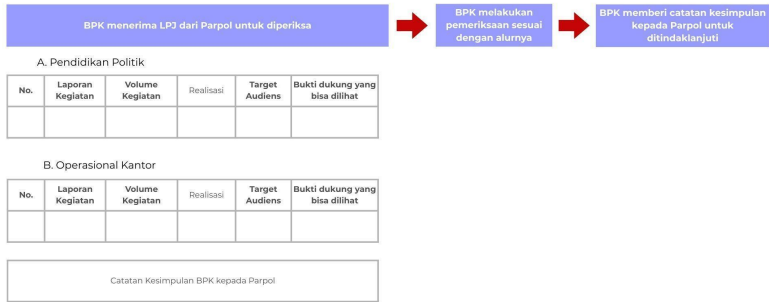 BPK menerima LPJ dari Parpol untuk diperiksa
BPK melakukan
pemeriksaan sesuai
dengan alurnya
BPK memberi catatan kesimpulan
kepada Parpol untuk
ditindaklanjuti
A. Pendidikan Politik
No. Laporan Kegiatan Volume Kegiatan Realisasi Target Audiens Bukti dukung yang bisa dilihat
B. Operasional Kantor
No. Laporan Kegiatan Volume Kegiatan Realisasi Target Audiens Bukti dukung yang bisa dilihat
Catatan Kesimpulan BPK kepada Parpol